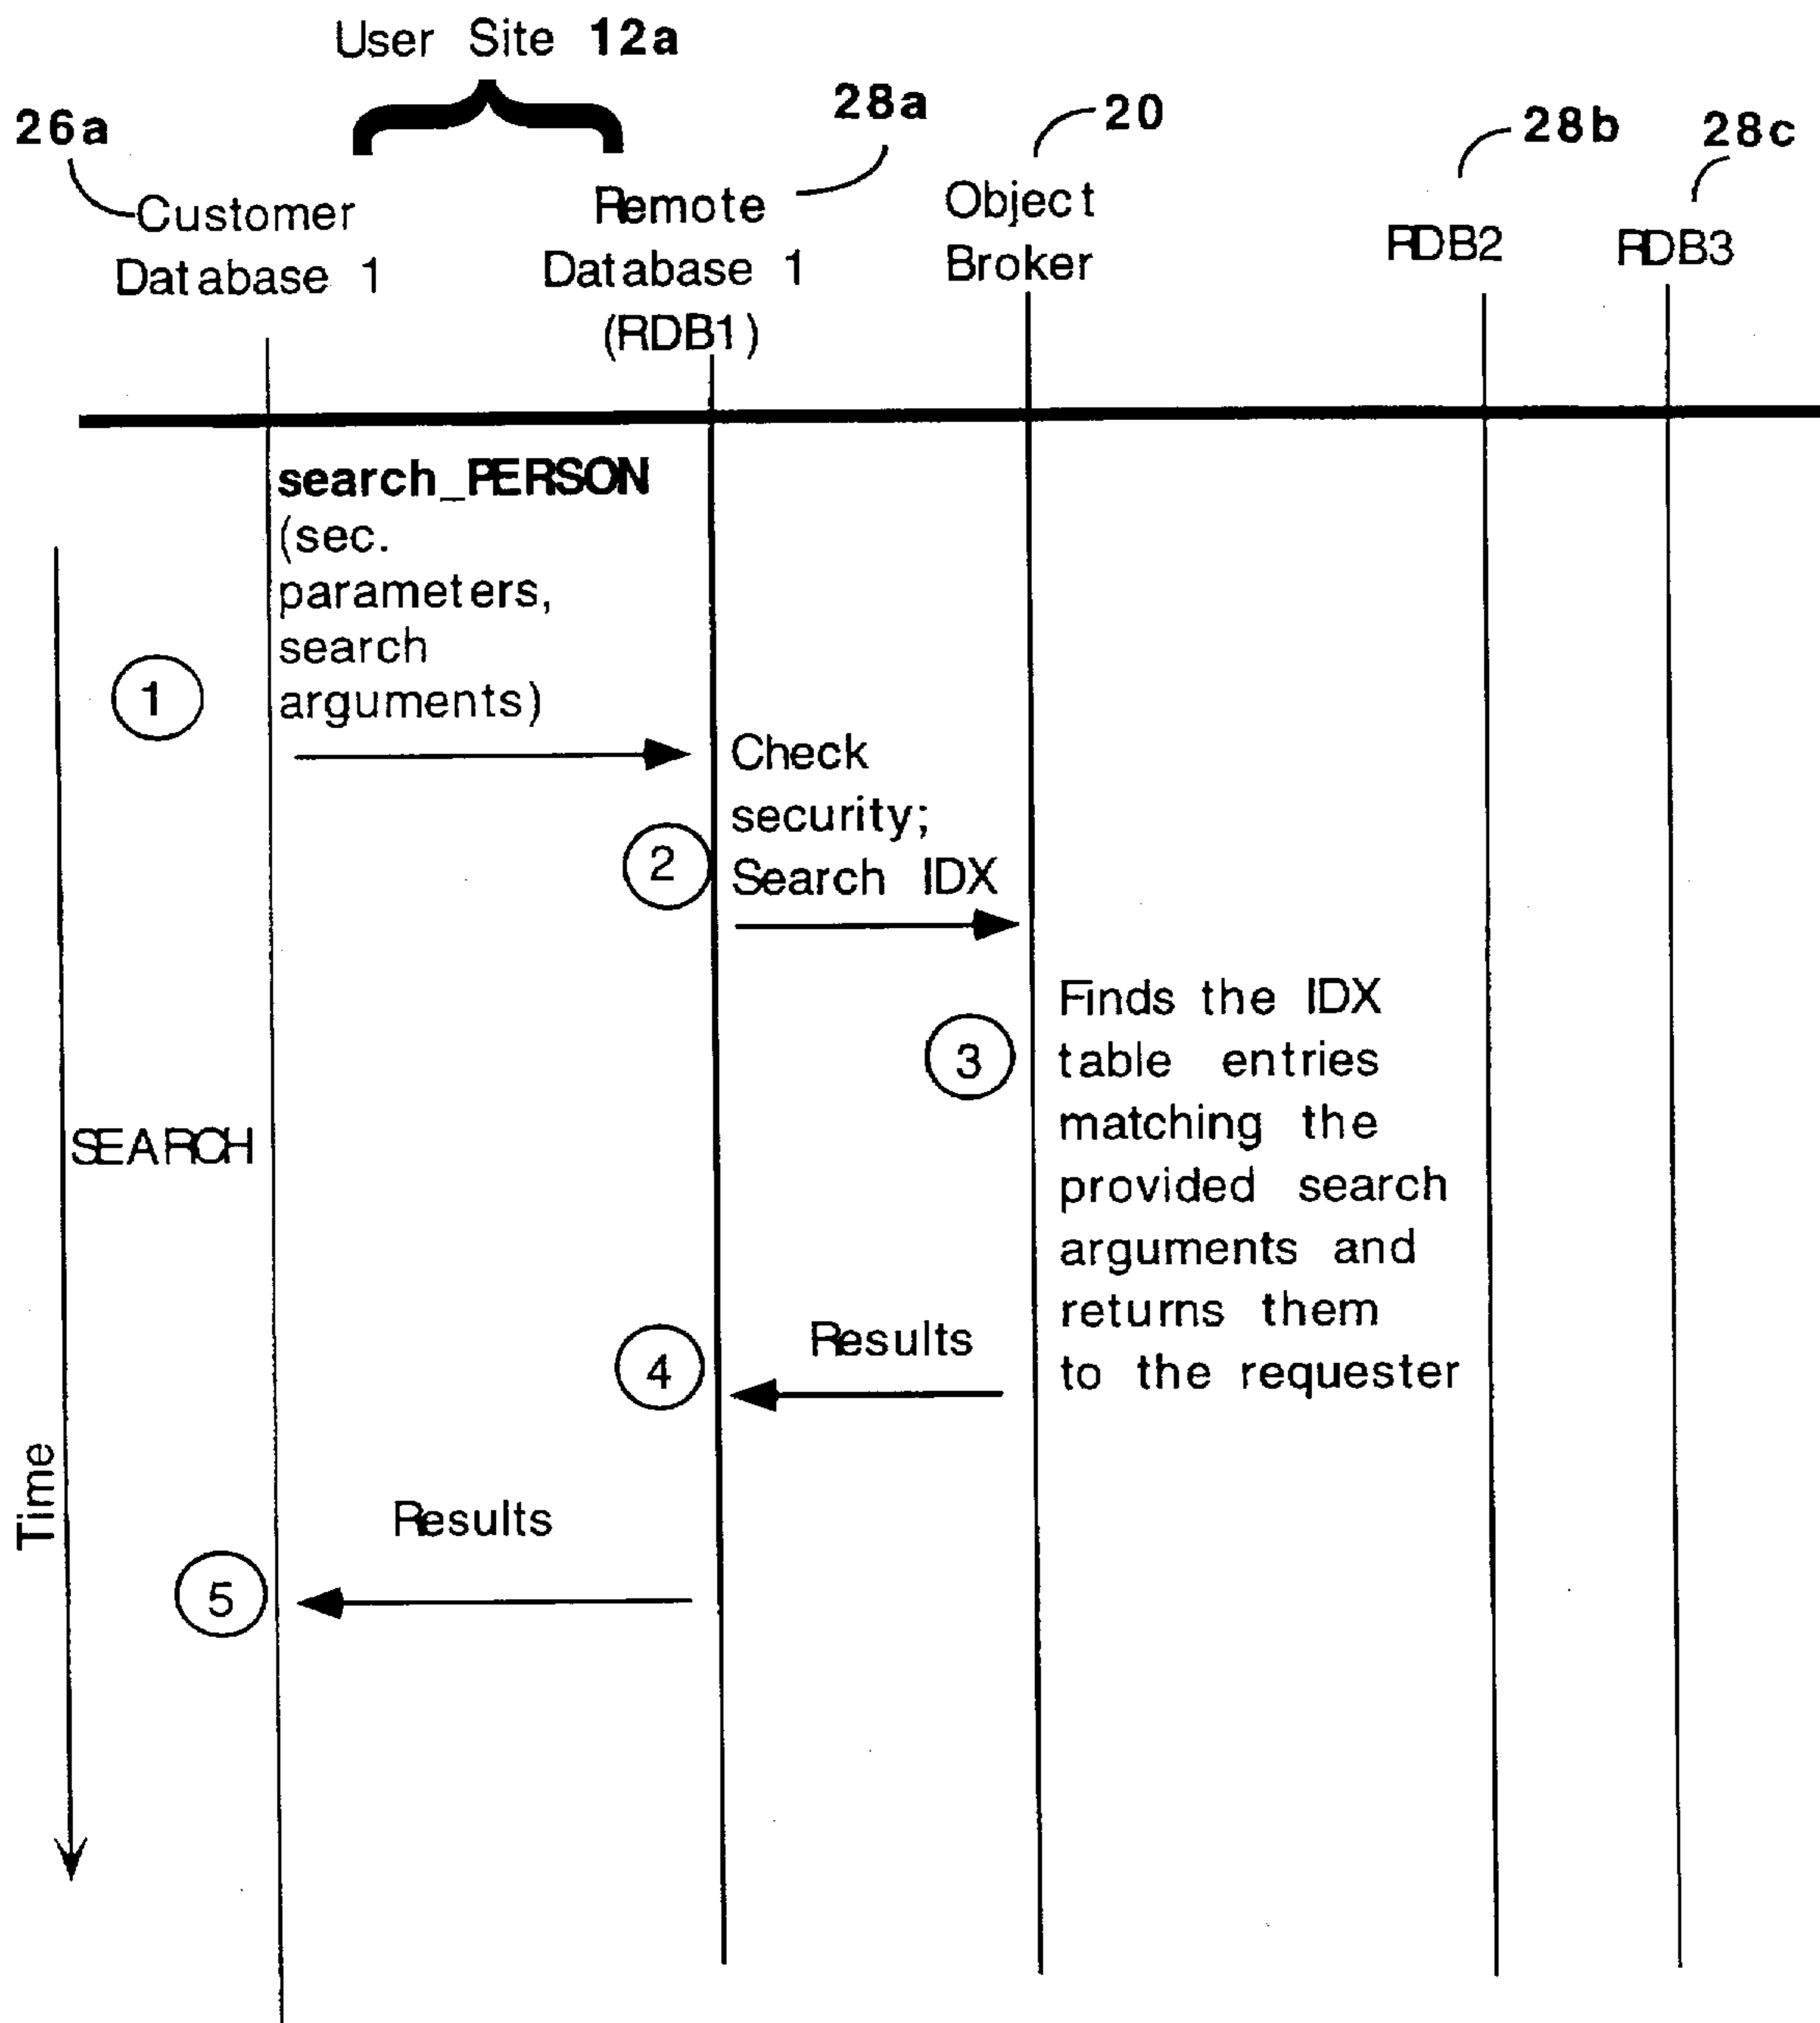 User Site 12a
26a
28a
20
28b
28c
Customer
Database 1
Remote
Database 1
(RDB1)
Object
Broker
RDB2
RDB3
search_PERSON
(sec.
parameters,
search
arguments)
1
Check
security;
Search IDX
2
Finds the IDX
table entries
matching the
provided search
arguments and
returns them
to the requester
3
SEARCH
Results
4
Time
Results
5